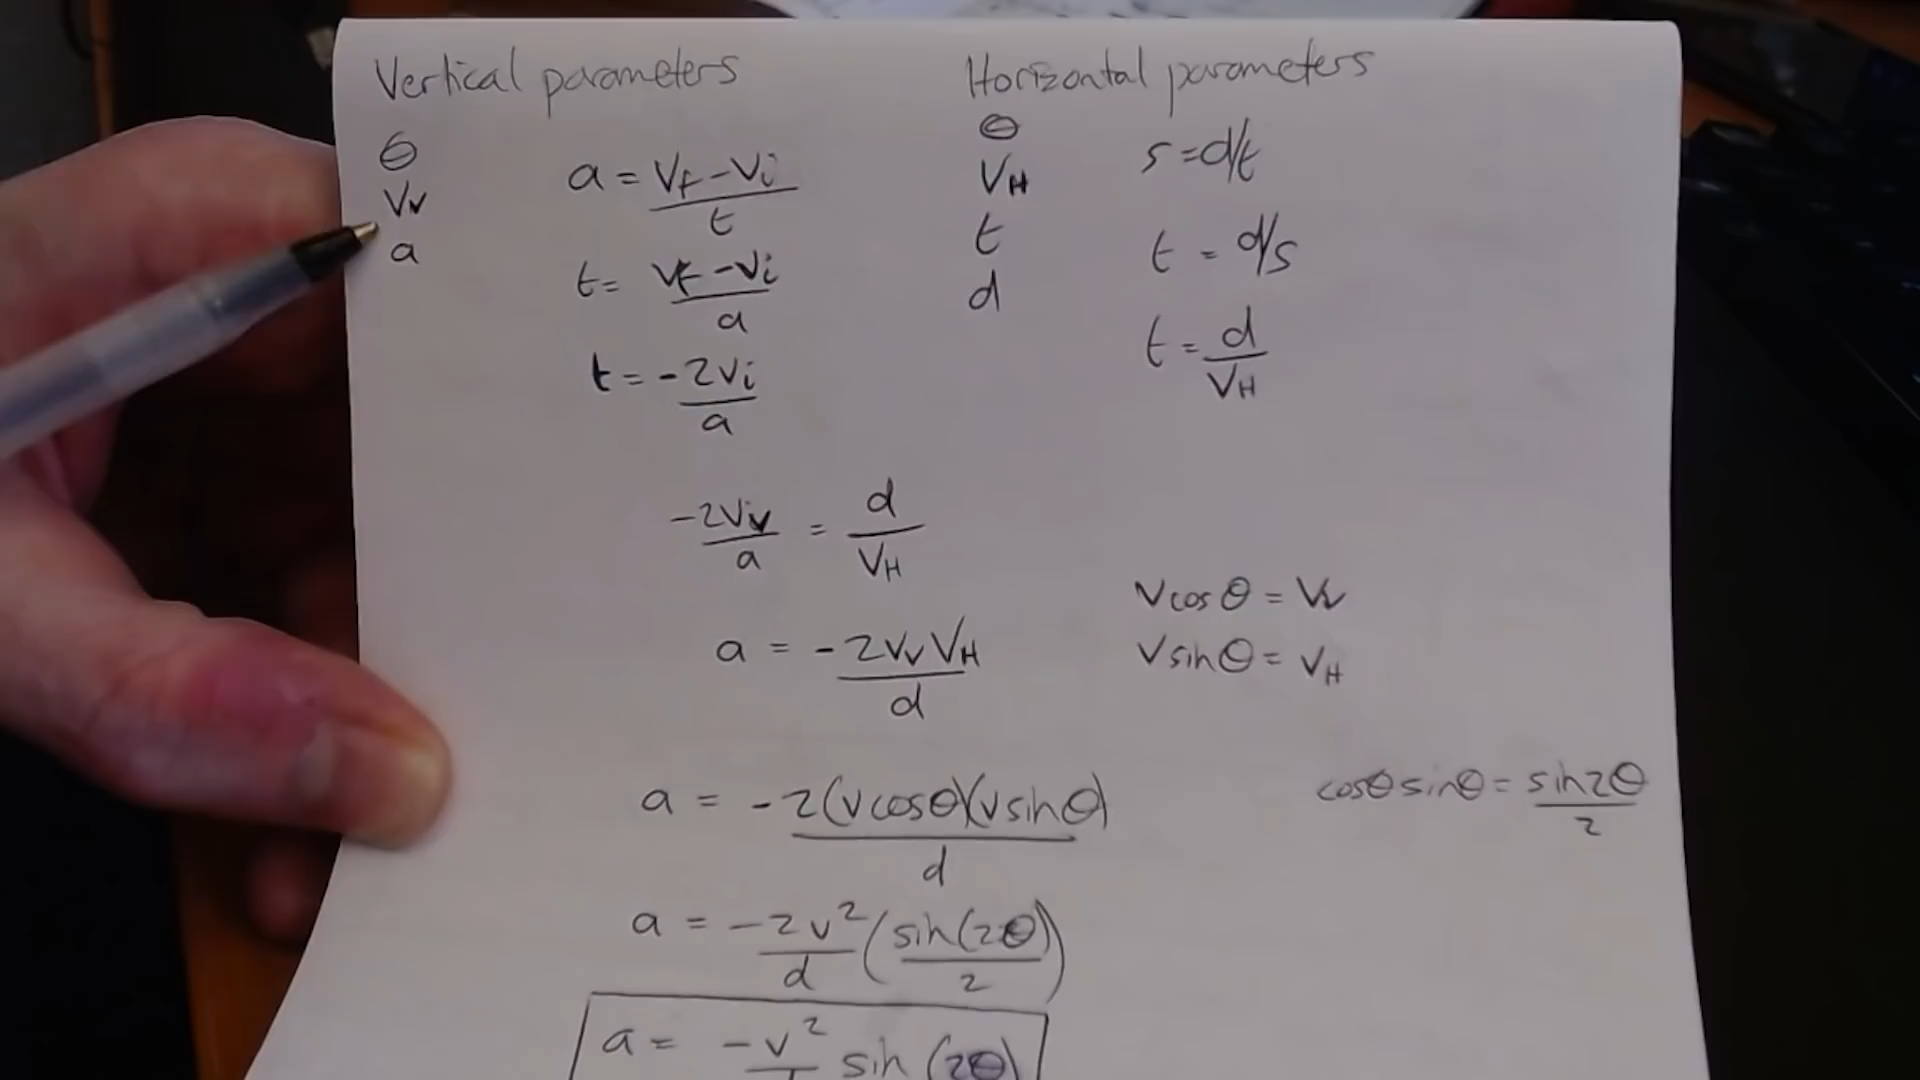 Vertical parameters
θ
Vv
a
a = Vf - Vi / t
t = Vf - Vi / a
t = -2Vi / a
Horizontal parameters
θ
VH
t
d
s = d/t
t = d/s
t = d / VH
-2Viv / a = d / VH
a = -2VvVH / d
Vcosθ = Vv
Vsinθ = VH
a = -2(vcosθ)(vsinθ) / d
cosθsinθ = sin2θ / 2
a = -2v² / d (sin(2θ) / 2)
a = -v² / sin(2θ)